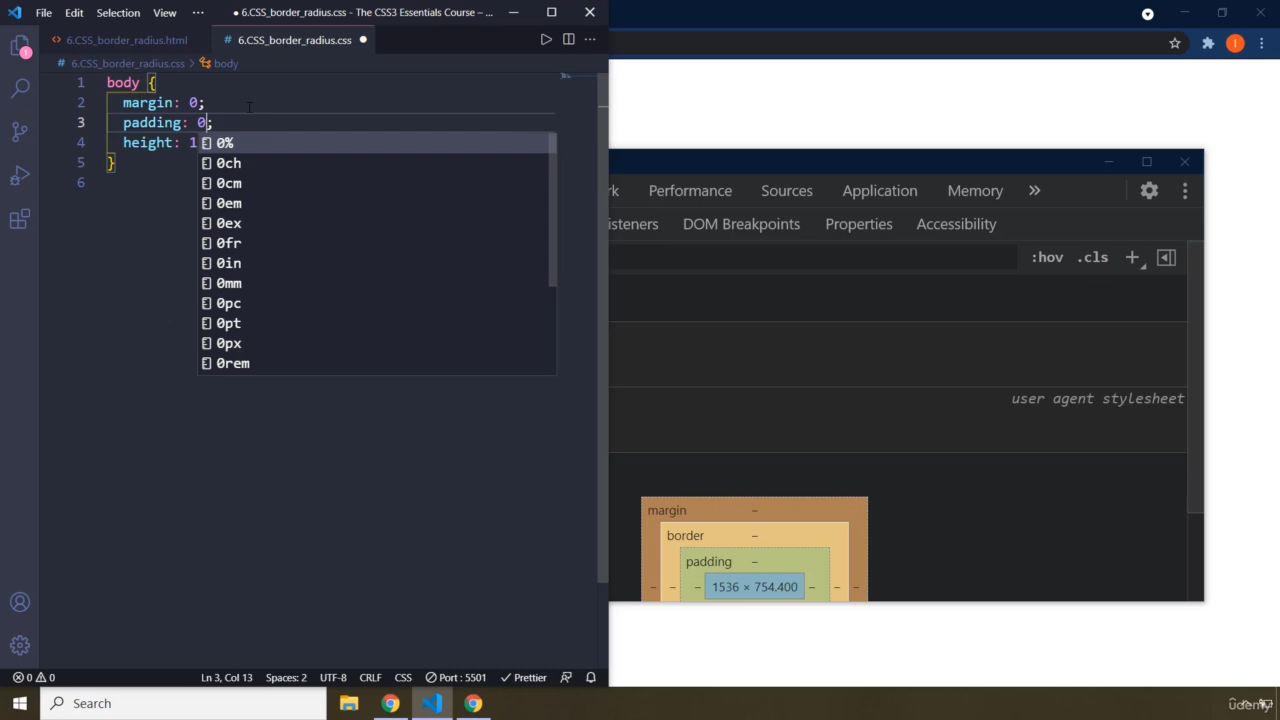 File Edit Selection View ··· ● 6.CSS_border_radius.css - The CSS3 Essentials Course – ...
6.CSS_border_radius.html
# 6.CSS_border_radius.css ●
# 6.CSS_border_radius.css > body
1 body {
2 margin: 0;
3 padding: 0;
4 height: 1
5 }
6
0%
0ch
0cm
0em
0ex
0fr
0in
0mm
0pc
0pt
0px
0rem
1
rk Performance Sources Application Memory »
isteners DOM Breakpoints Properties Accessibility
:hov .cls +
user agent stylesheet
margin –
border –
padding –
– – – 1536 × 754.400 – – –
I
0 0 Ln 3, Col 13 Spaces: 2 UTF-8 CRLF CSS Port : 5501 Prettier
Search
udemy